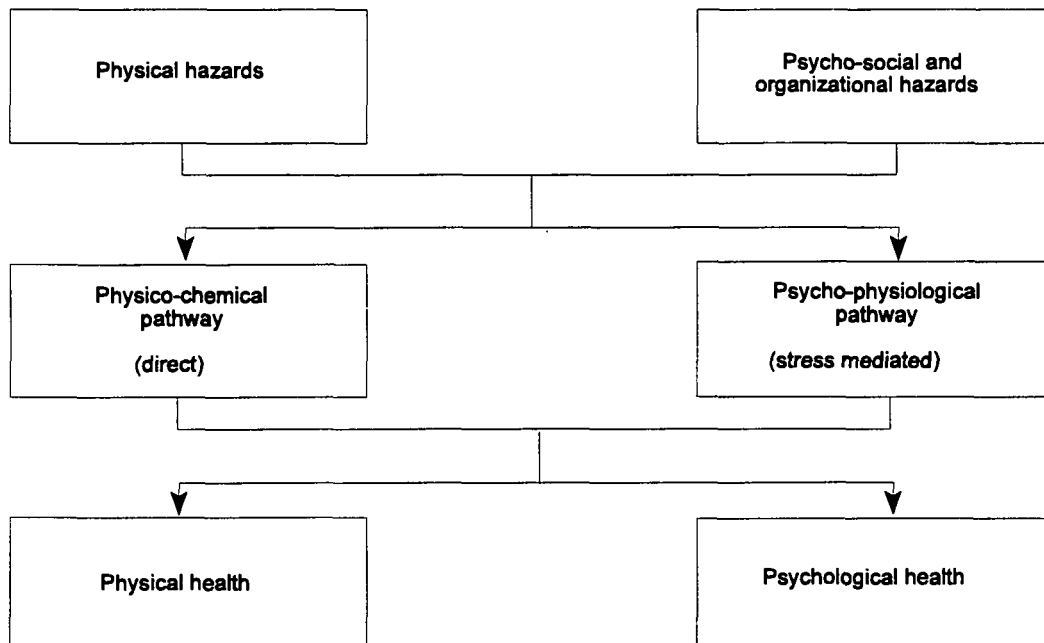 Physical hazards
Psycho-social and
organizational hazards
Physico-chemical
pathway
(direct)
Psycho-physiological
pathway
(stress mediated)
Physical health
Psychological health